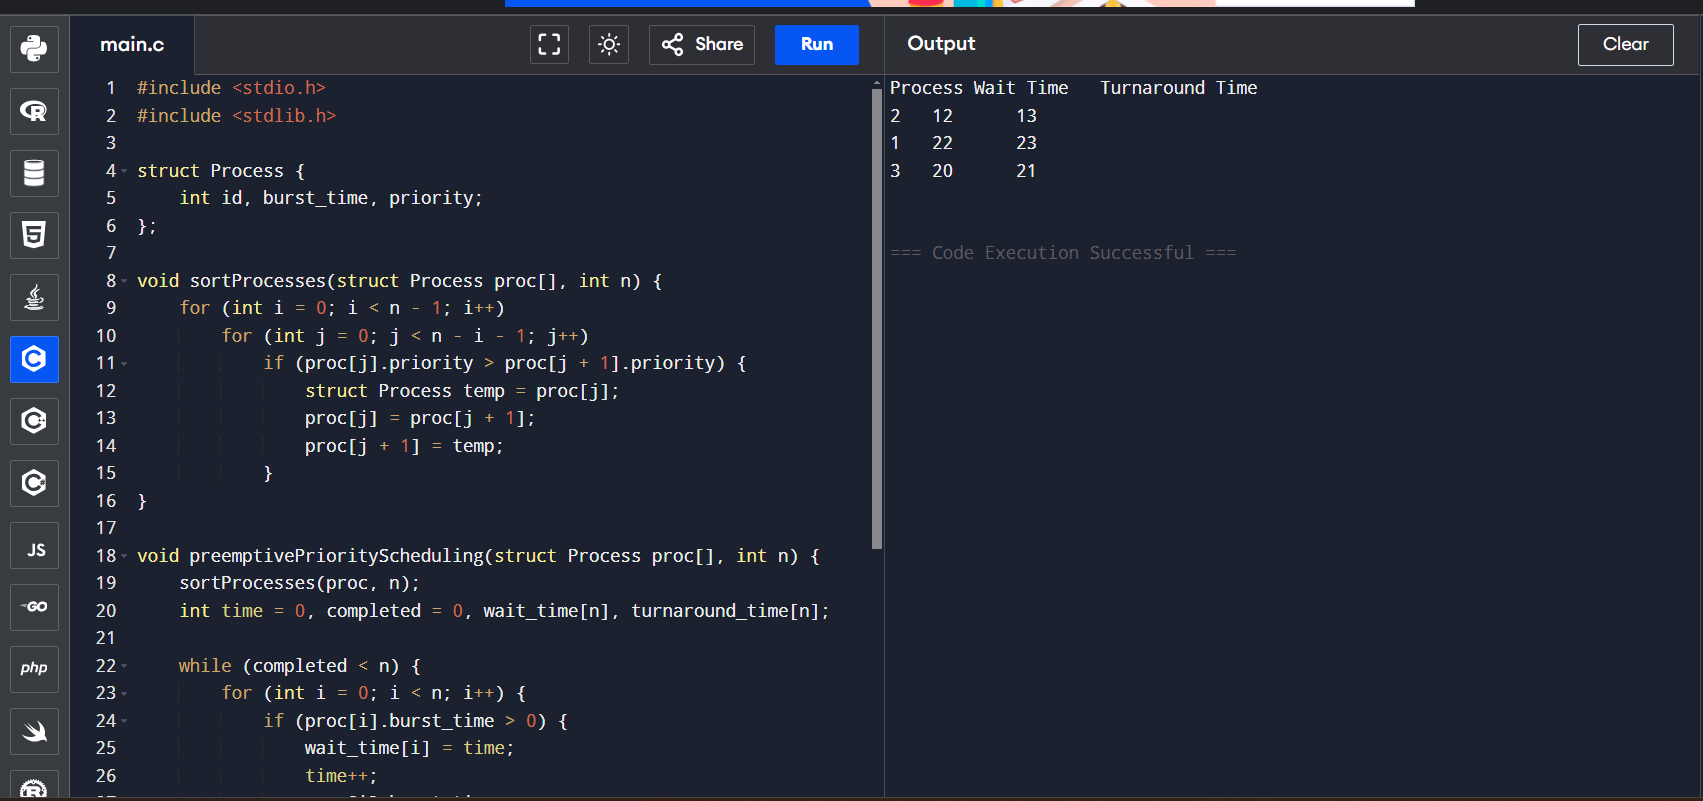 main.c
Share
Run
Output
Clear
1 #include <stdio.h>
2 #include <stdlib.h>
3
4 struct Process {
5     int id, burst_time, priority;
6 };
7
8 void sortProcesses(struct Process proc[], int n) {
9     for (int i = 0; i < n - 1; i++)
10         for (int j = 0; j < n - i - 1; j++)
11             if (proc[j].priority > proc[j + 1].priority) {
12                 struct Process temp = proc[j];
13                 proc[j] = proc[j + 1];
14                 proc[j + 1] = temp;
15             }
16 }
17
18 void preemptivePriorityScheduling(struct Process proc[], int n) {
19     sortProcesses(proc, n);
20     int time = 0, completed = 0, wait_time[n], turnaround_time[n];
21
22     while (completed < n) {
23         for (int i = 0; i < n; i++) {
24             if (proc[i].burst_time > 0) {
25                 wait_time[i] = time;
26                 time++;
Process Wait Time   Turnaround Time
2   12      13
1   22      23
3   20      21
=== Code Execution Successful ===
R
5
C
C
C
JS
GO
php
R